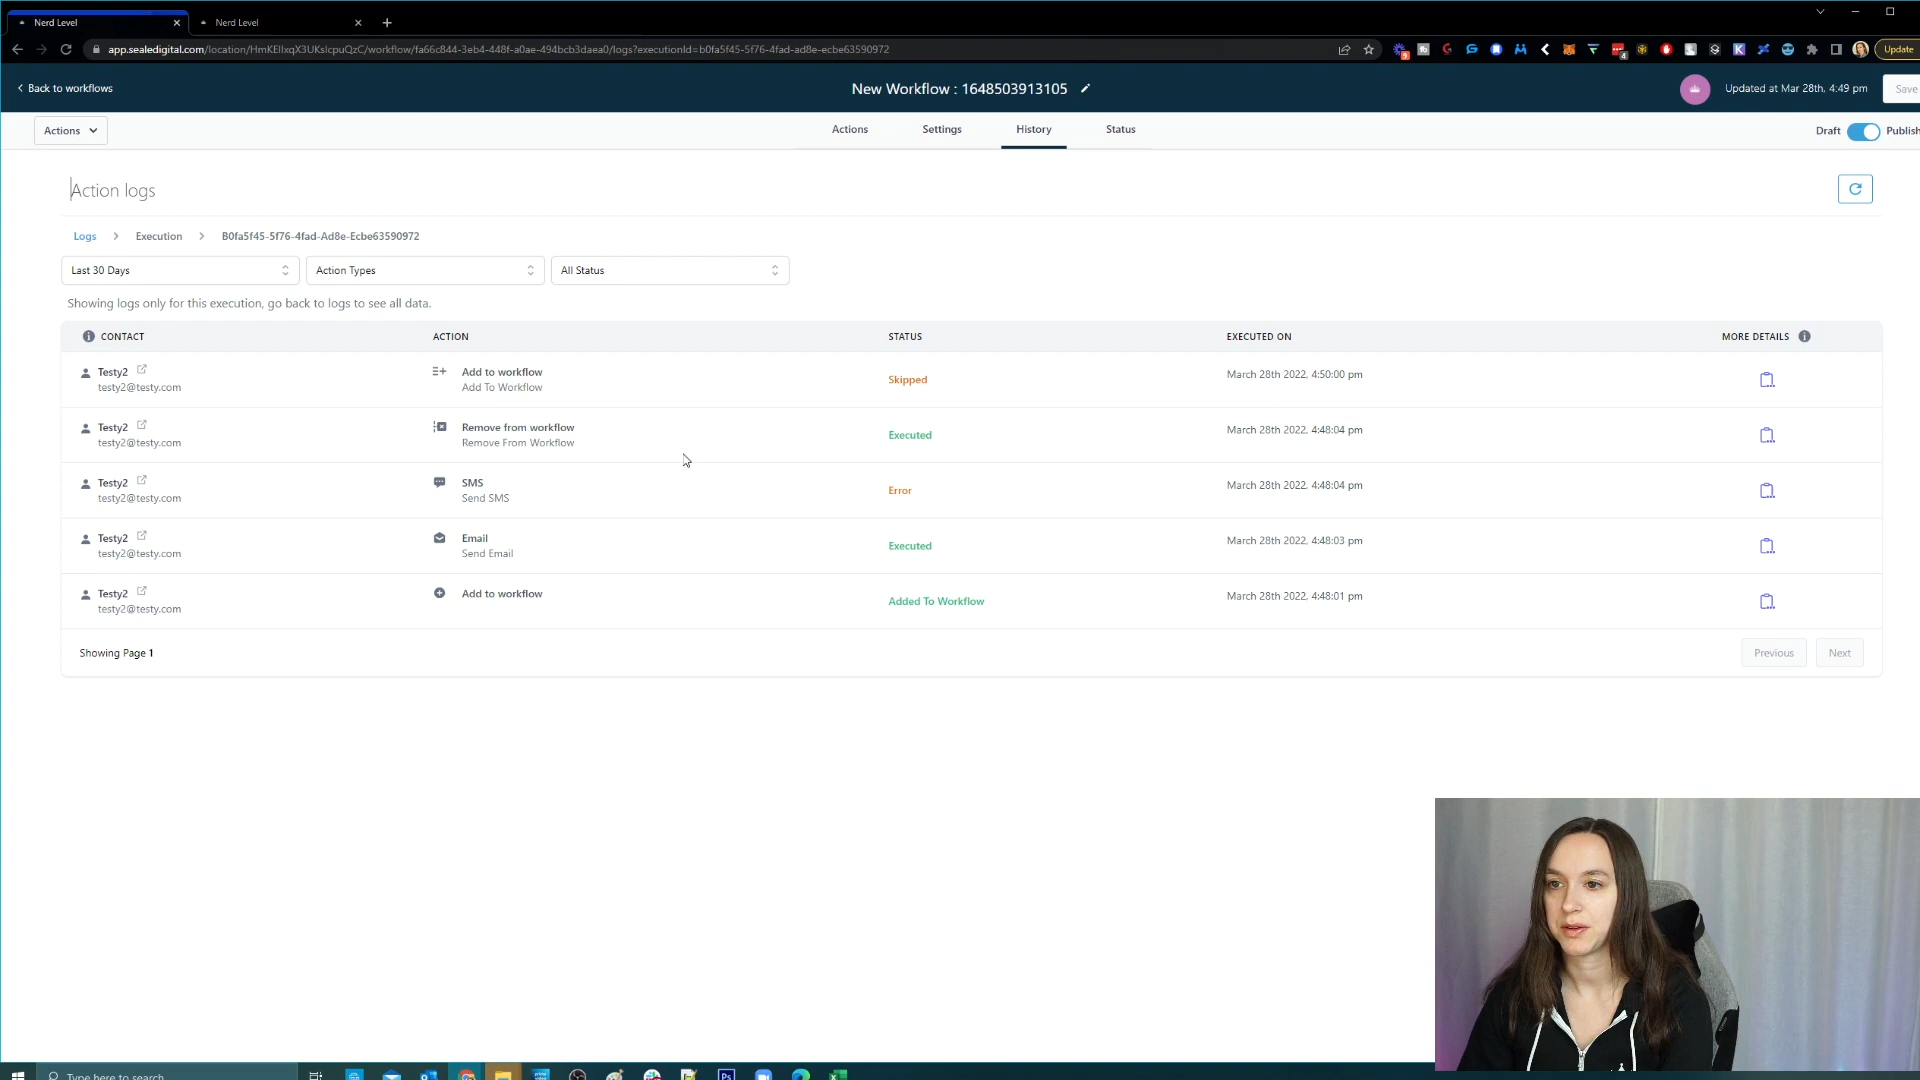 Nerd Level
Nerd Level
app.sealedigital.com/location/HmKEllxqX3UKslcpuQzC/workflow/fa66c844-3eb4-448f-a0ae-494bcb3daea0/logs?executionId=b0fa5f45-5f76-4fad-ad8e-ecbe63590972
Update
Back to workflows
New Workflow : 1648503913105
Updated at Mar 28th, 4:49 pm
Save
Actions
Actions
Settings
History
Status
Draft
Publish
Action logs
Logs > Execution > B0fa5f45-5f76-4fad-Ad8e-Ecbe63590972
Last 30 Days
Action Types
All Status
Showing logs only for this execution, go back to logs to see all data.
CONTACT ACTION STATUS EXECUTED ON MORE DETAILS
Testy2 Add to workflow Skipped March 28th 2022, 4:50:00 pm
testy2@testy.com Add To Workflow
Testy2 Remove from workflow Executed March 28th 2022, 4:48:04 pm
testy2@testy.com Remove From Workflow
Testy2 SMS Error March 28th 2022, 4:48:04 pm
testy2@testy.com Send SMS
Testy2 Email Executed March 28th 2022, 4:48:03 pm
testy2@testy.com Send Email
Testy2 Add to workflow Added To Workflow March 28th 2022, 4:48:01 pm
testy2@testy.com
Showing Page 1
Previous
Next
Type here to search